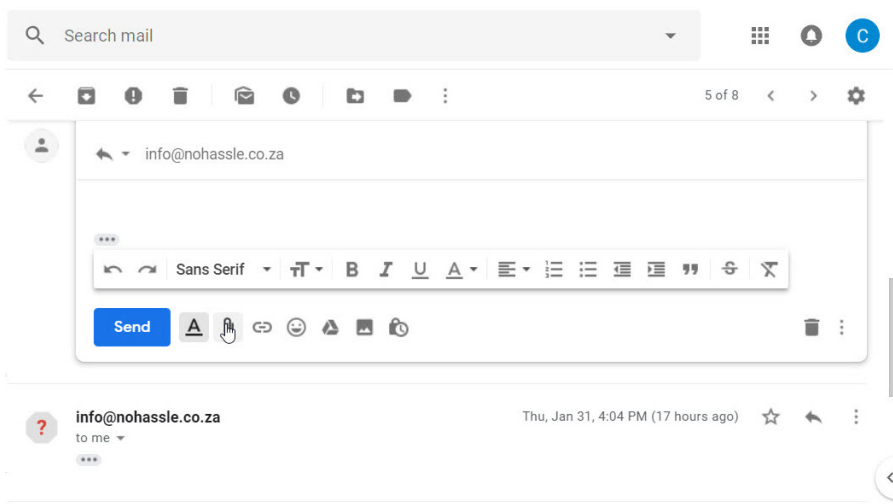 Search mail
C
5 of 8
info@nohassle.co.za
Sans Serif
Send
info@nohassle.co.za
Thu, Jan 31, 4:04 PM (17 hours ago)
to me